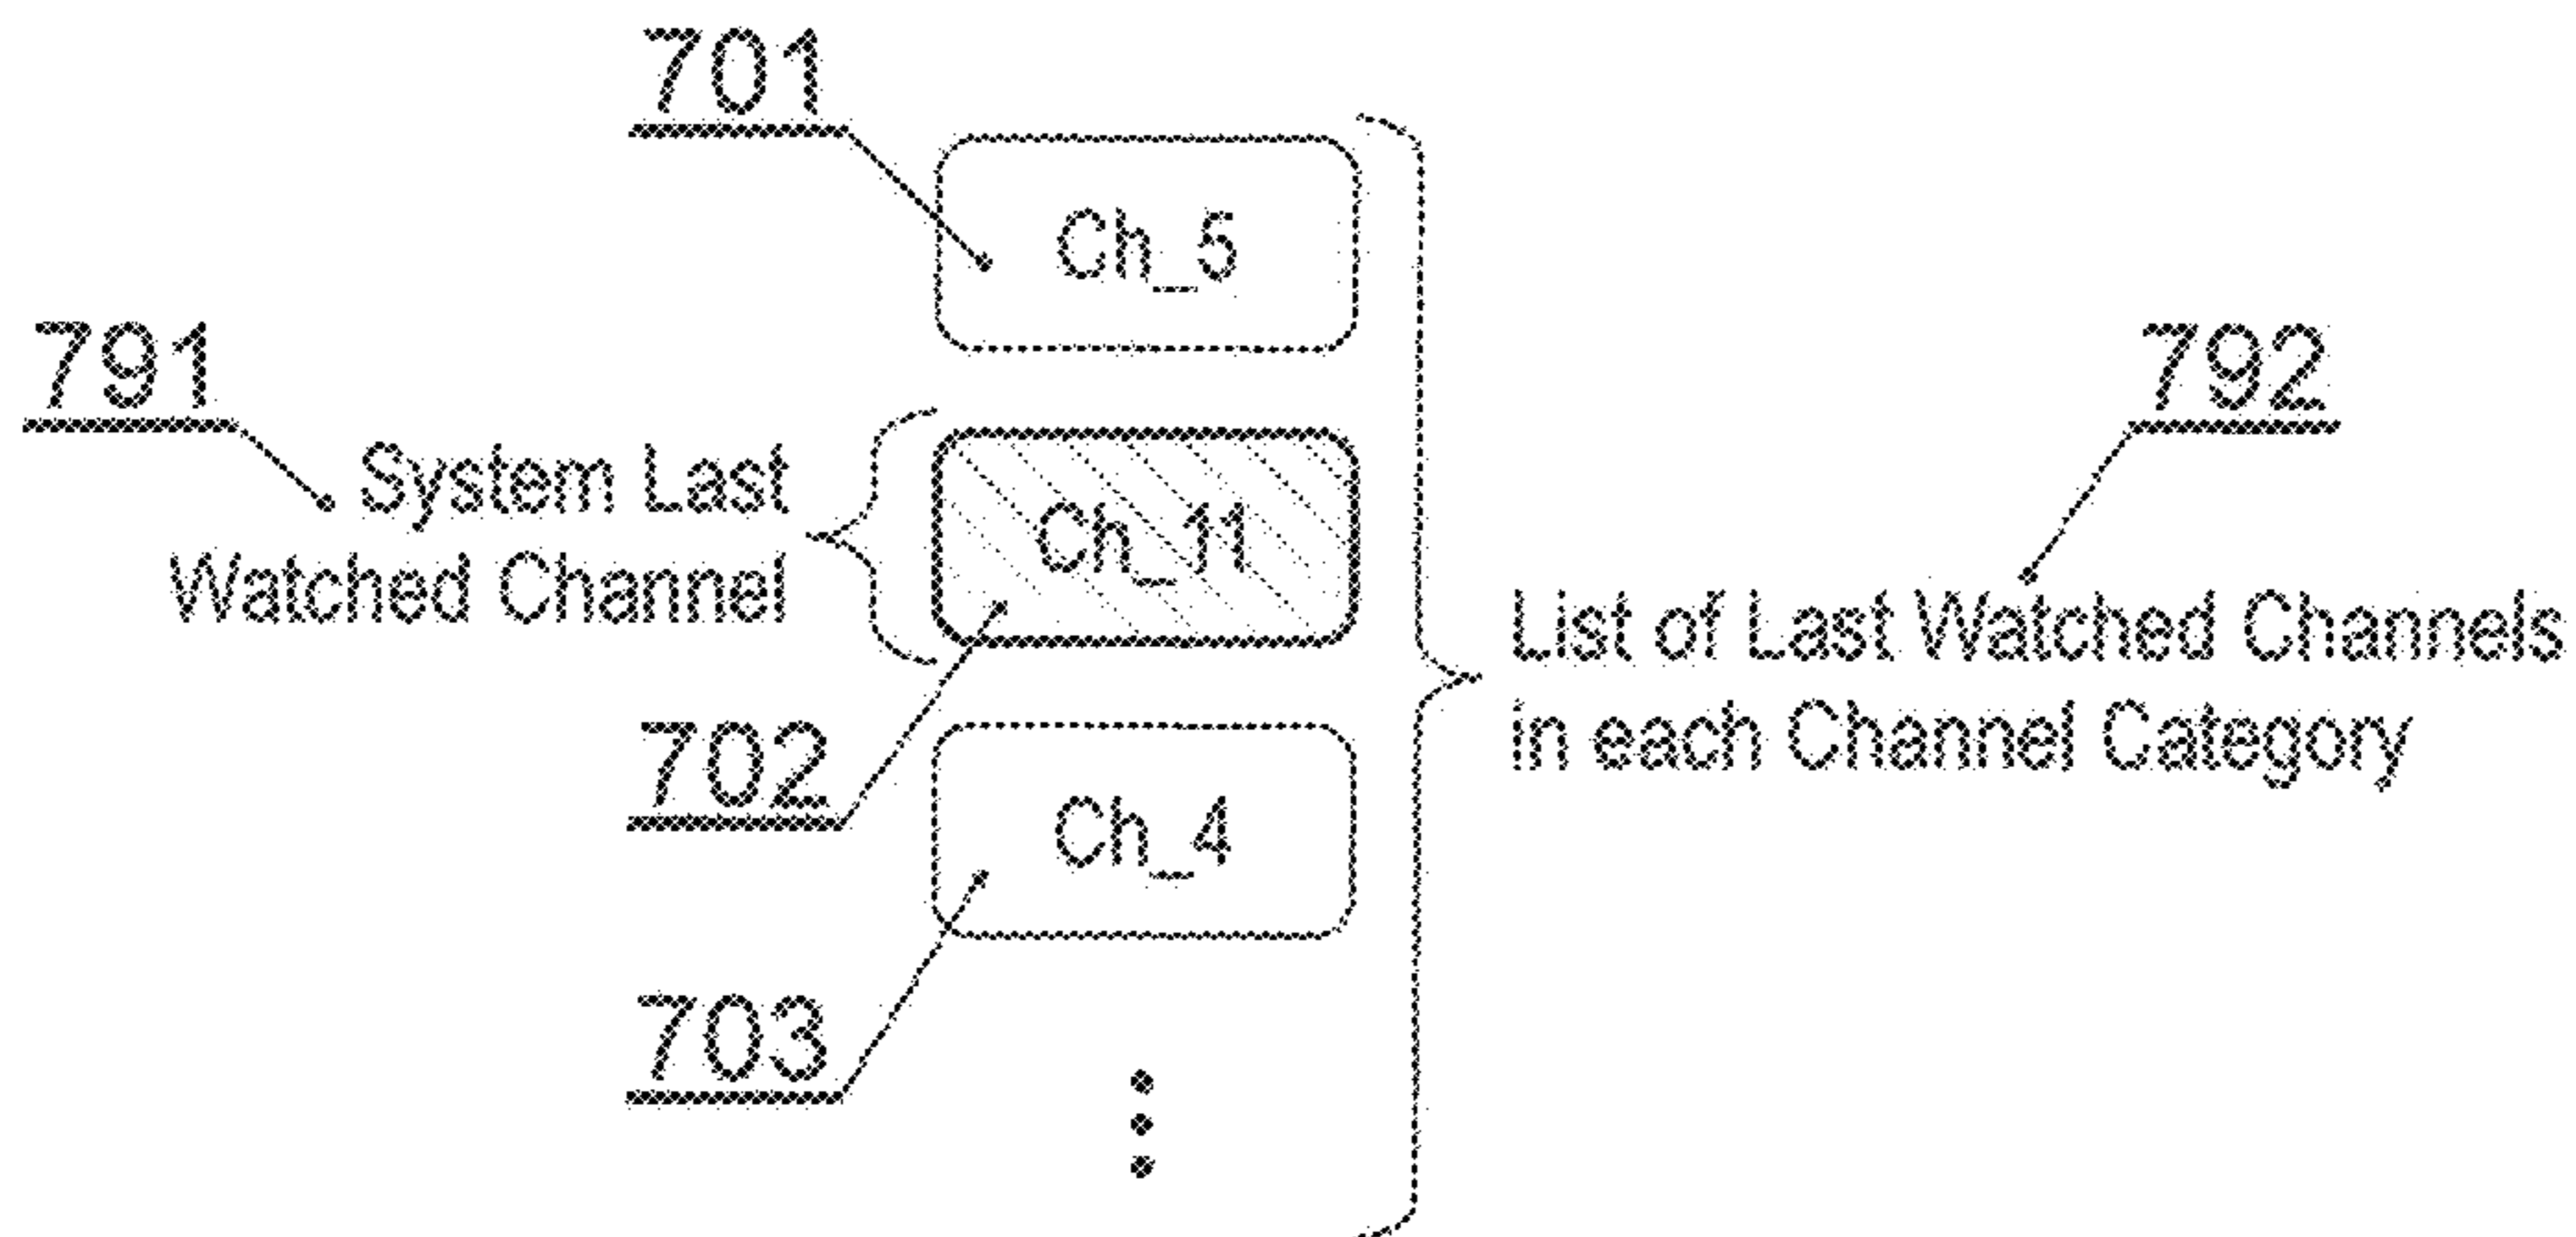 701
Ch_5
791
792
System Last
Watched Channel
Ch_11
List of Last Watched Channels
in each Channel Category
702
Ch_4
703